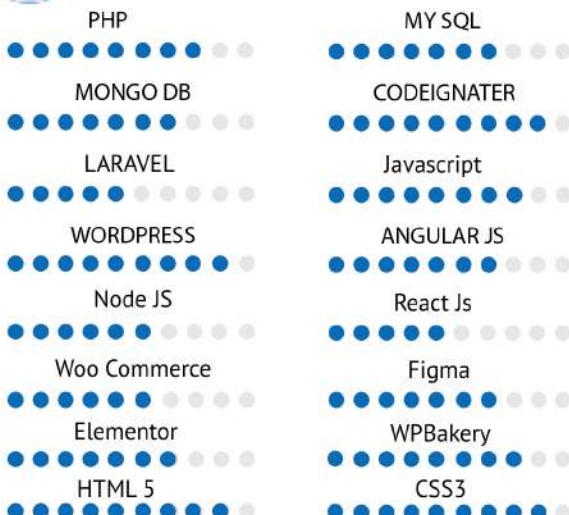 PHP
MY SQL
MONGO DB
CODEIGNATER
LARAVEL
Javascript
WORDPRESS
ANGULAR JS
Node JS
React Js
Woo Commerce
Figma
Elementor
WPBakery
HTML 5
CSS3